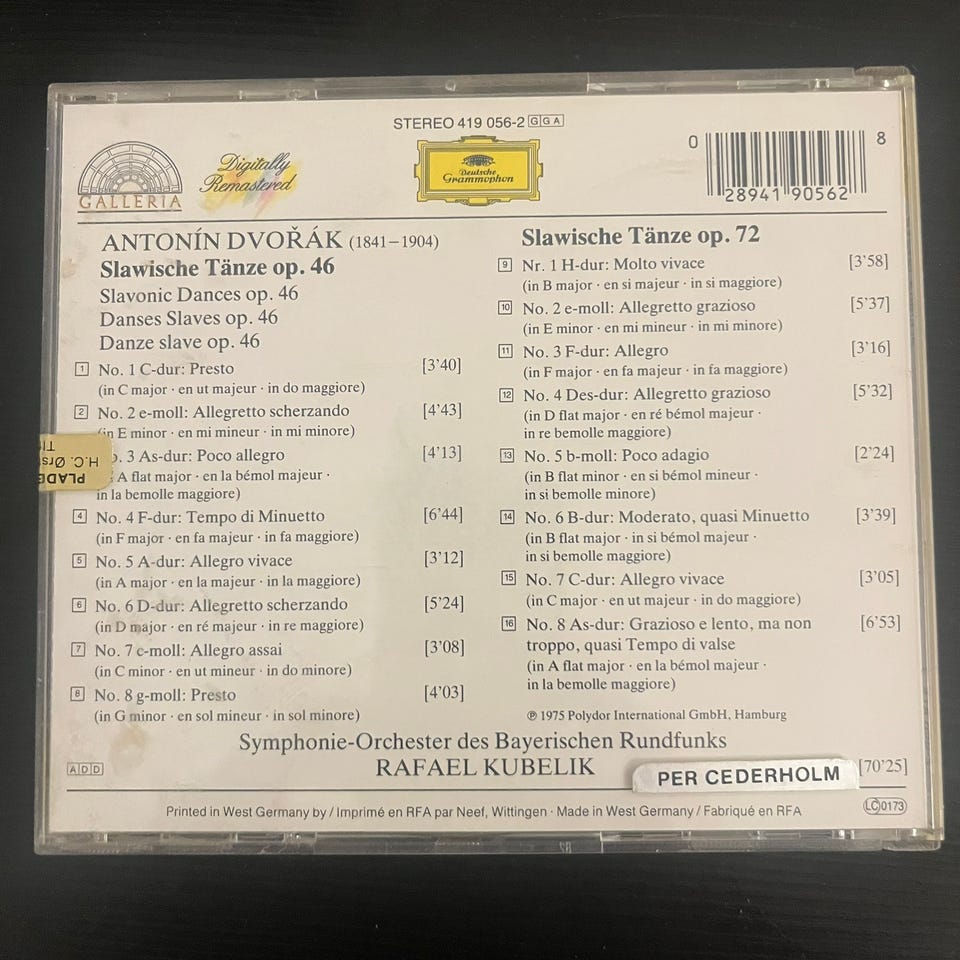 STEREO 419 056-2 GGA
GALLERIA
Digitally
Remastered
Deutsche
Grammophon
0 28941 90562 8
ANTONÍN DVOŘÁK (1841–1904)
Slawische Tänze op. 46
Slavonic Dances op. 46
Danses Slaves op. 46
Danze slave op. 46
1 No. 1 C-dur: Presto [3'40]
(in C major · en ut majeur · in do maggiore)
2 No. 2 e-moll: Allegretto scherzando [4'43]
(in E minor · en mi mineur · in mi minore)
3 As-dur: Poco allegro [4'13]
A flat major · en la bémol majeur ·
in la bemolle maggiore)
4 No. 4 F-dur: Tempo di Minuetto [6'44]
(in F major · en fa majeur · in fa maggiore)
5 No. 5 A-dur: Allegro vivace [3'12]
(in A major · en la majeur · in la maggiore)
6 No. 6 D-dur: Allegretto scherzando [5'24]
(in D major · en ré majeur · in re maggiore)
7 No. 7 c-moll: Allegro assai [3'08]
(in C minor · en ut mineur · in do minore)
8 No. 8 g-moll: Presto [4'03]
(in G minor · en sol mineur · in sol minore)
H.C.
Slawische Tänze op. 72
9 Nr. 1 H-dur: Molto vivace [3'58]
(in B major · en si majeur · in si maggiore)
10 No. 2 e-moll: Allegretto grazioso [5'37]
(in E minor · en mi mineur · in mi minore)
11 No. 3 F-dur: Allegro [3'16]
(in F major · en fa majeur · in fa maggiore)
12 No. 4 Des-dur: Allegretto grazioso [5'32]
(in D flat major · en ré bémol majeur ·
in re bemolle maggiore)
13 No. 5 b-moll: Poco adagio [2'24]
(in B flat minor · en si bémol mineur ·
in si bemolle minore)
14 No. 6 B-dur: Moderato, quasi Minuetto [3'39]
(in B flat major · in si bémol majeur ·
in si bemolle maggiore)
15 No. 7 C-dur: Allegro vivace [3'05]
(in C major · en ut majeur · in do maggiore)
16 No. 8 As-dur: Grazioso e lento, ma non [6'53]
troppo, quasi Tempo di valse
(in A flat major · en la bémol majeur ·
in la bemolle maggiore)
℗ 1975 Polydor International GmbH, Hamburg
Symphonie-Orchester des Bayerischen Rundfunks
RAFAEL KUBELIK
ADD
PER CEDERHOLM
[70'25]
Printed in West Germany by / Imprimé en RFA par Neef, Wittingen · Made in West Germany / Fabriqué en RFA
LC 0173